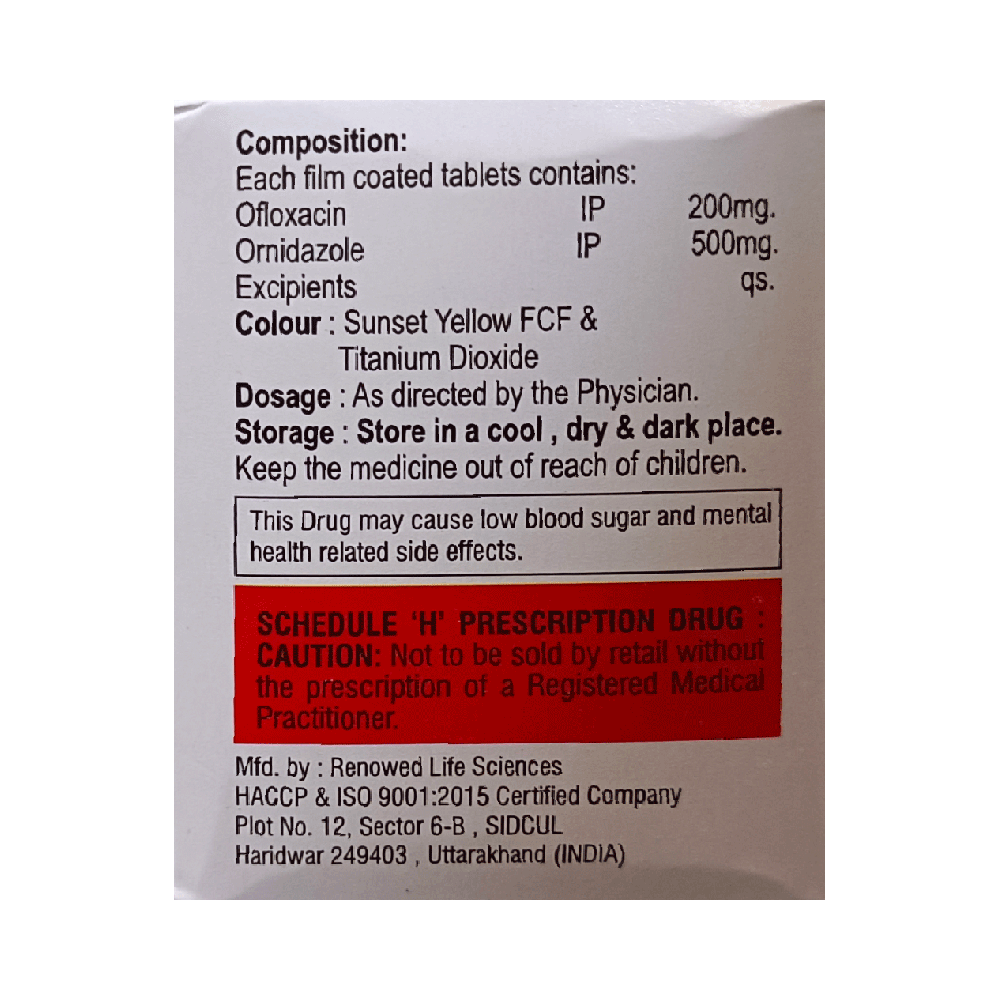 Composition:
Each film coated tablets contains:
Ofloxacin IP 200mg.
Ornidazole IP 500mg.
Excipients qs.
Colour : Sunset Yellow FCF &
Titanium Dioxide
Dosage : As directed by the Physician.
Storage : Store in a cool , dry & dark place.
Keep the medicine out of reach of children.
This Drug may cause low blood sugar and mental
health related side effects.
SCHEDULE 'H' PRESCRIPTION DRUG :
CAUTION: Not to be sold by retail without
the prescription of a Registered Medical
Practitioner.
Mfd. by : Renowed Life Sciences
HACCP & ISO 9001:2015 Certified Company
Plot No. 12, Sector 6-B , SIDCUL
Haridwar 249403 , Uttarakhand (INDIA)